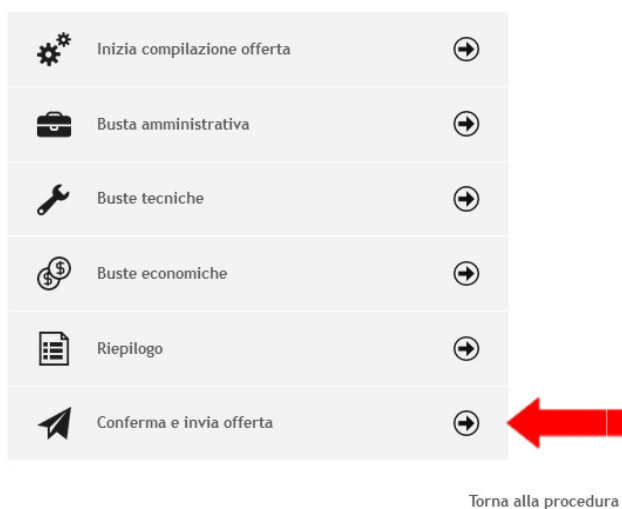 Inizia compilazione offerta
Busta amministrativa
Buste tecniche
Buste economiche
Riepilogo
Conferma e invia offerta
Torna alla procedura